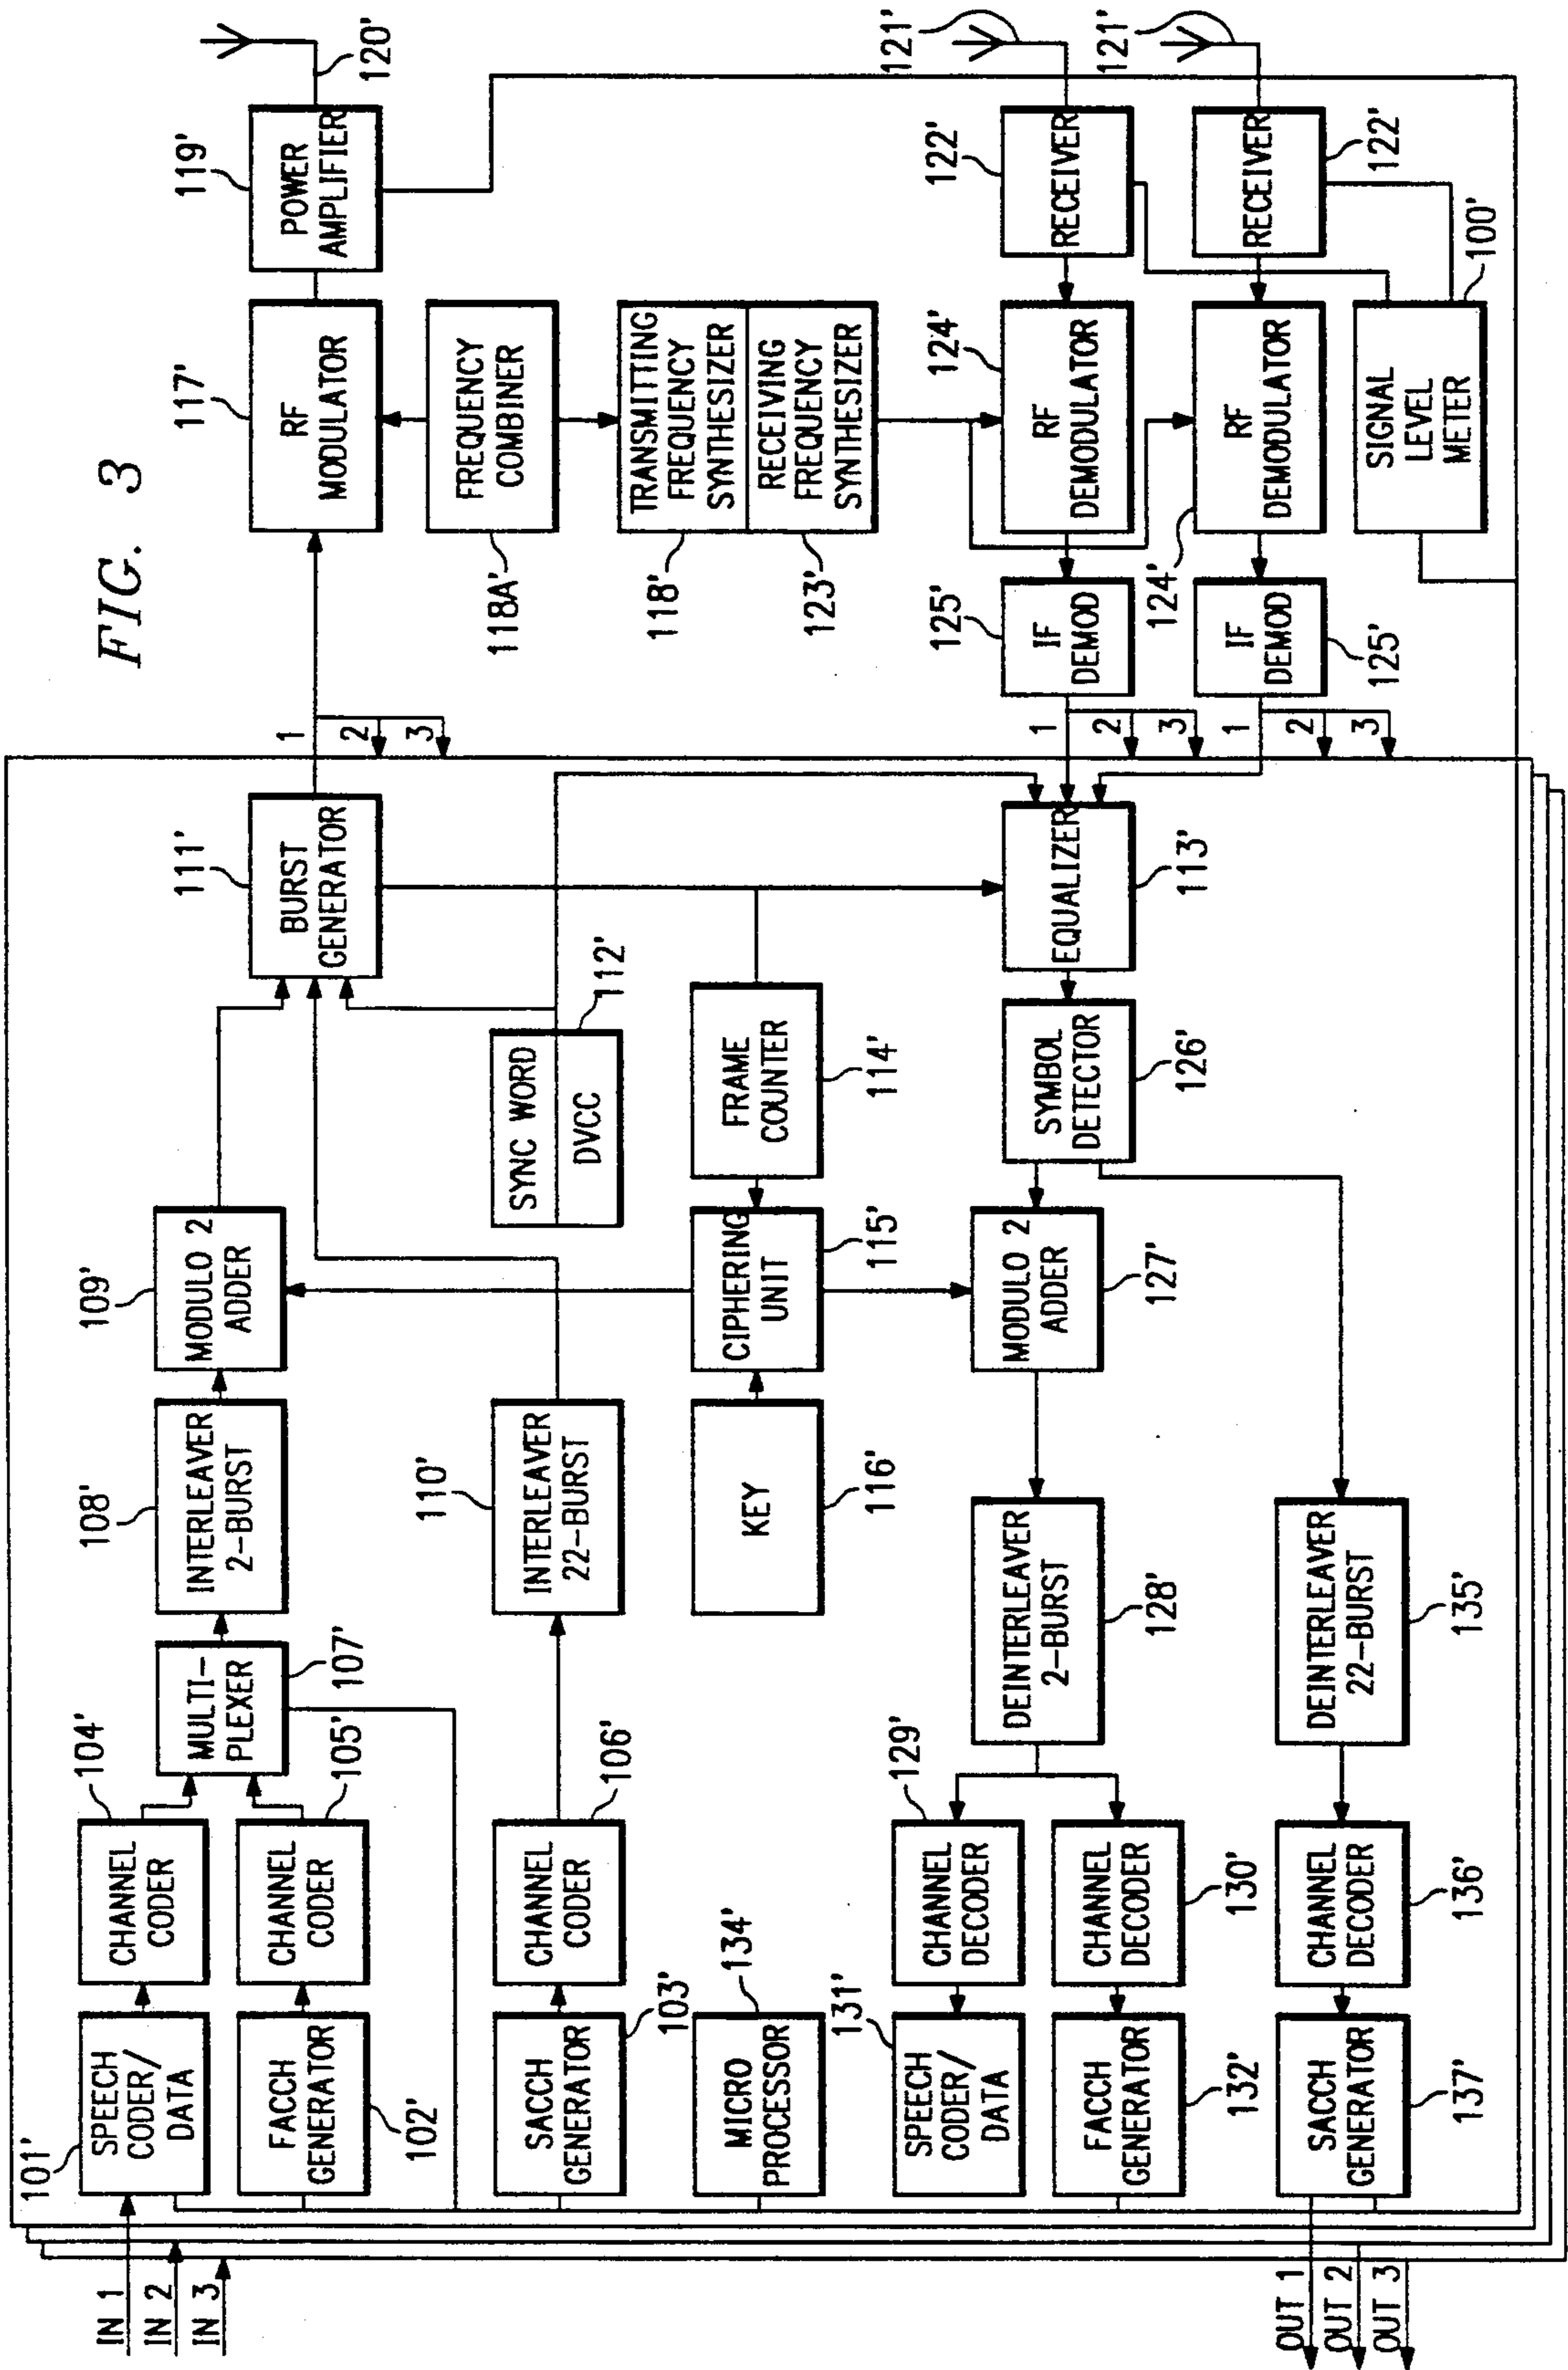 FIG. 3
IN 1
IN 2
IN 3
101'
SPEECH
CODER/
DATA
104'
CHANNEL
CODER
FACCH
GENERATOR
102'
CHANNEL
CODER
105'
MULTI-
PLEXER
107'
108'
INTERLEAVER
2-BURST
109'
MODULO 2
ADDER
111'
BURST
GENERATOR
1
2
3
117'
RF
MODULATOR
119'
POWER
AMPLIFIER
120'
SACCH
GENERATOR
103'
CHANNEL
CODER
106'
110'
INTERLEAVER
22-BURST
SYNC WORD
DVCC
112'
FREQUENCY
COMBINER
118A'
MICRO
PROCESSOR
134'
KEY
116'
CIPHERING
UNIT
115'
FRAME
COUNTER
114'
TRANSMITTING
FREQUENCY
SYNTHESIZER
118'
RECEIVING
FREQUENCY
SYNTHESIZER
123'
131'
SPEECH
CODER/
DATA
129'
CHANNEL
DECODER
FACCH
GENERATOR
132'
CHANNEL
DECODER
130'
DEINTERLEAVER
2-BURST
128'
MODULO 2
ADDER
127'
SYMBOL
DETECTOR
126'
EQUALIZER
113'
1
2
3
125'
IF
DEMOD
124'
RF
DEMODULATOR
122'
RECEIVER
121'
OUT 1
OUT 2
OUT 3
SACCH
GENERATOR
137'
CHANNEL
DECODER
136'
DEINTERLEAVER
22-BURST
135'
1
2
3
IF
DEMOD
125'
124'
RF
DEMODULATOR
RECEIVER
122'
121'
SIGNAL
LEVEL
METER
100'